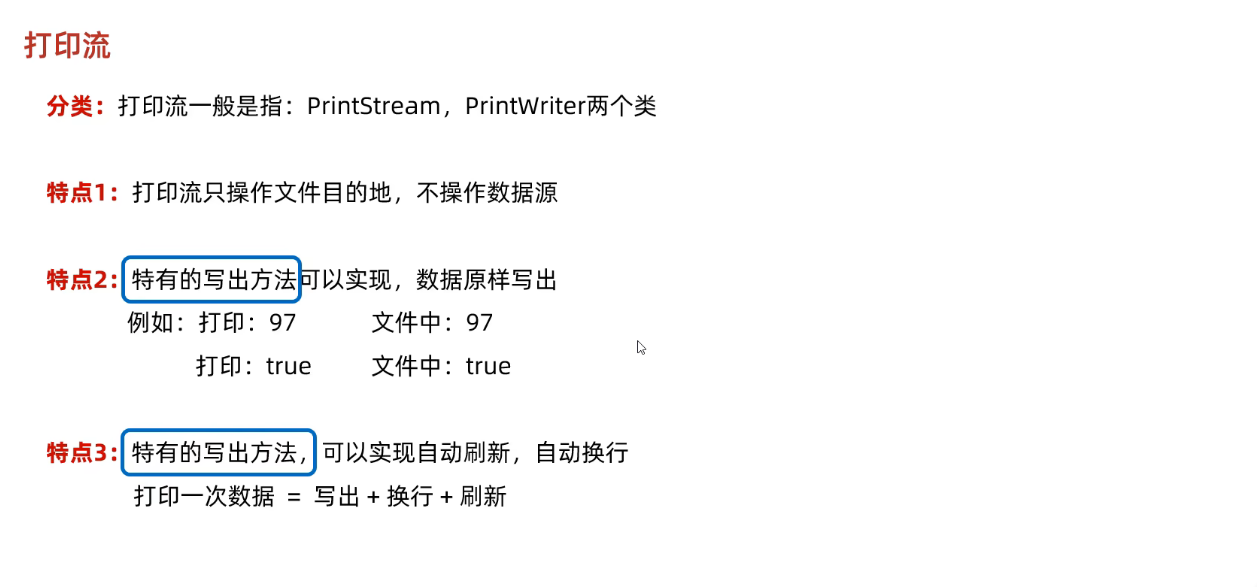 打印流
分类：打印流一般是指：PrintStream，PrintWriter两个类
特点1：打印流只操作文件目的地，不操作数据源
特点2：特有的写出方法可以实现，数据原样写出
例如：打印：97 文件中：97
打印：true 文件中：true
特点3：特有的写出方法，可以实现自动刷新，自动换行
打印一次数据 = 写出 + 换行 + 刷新